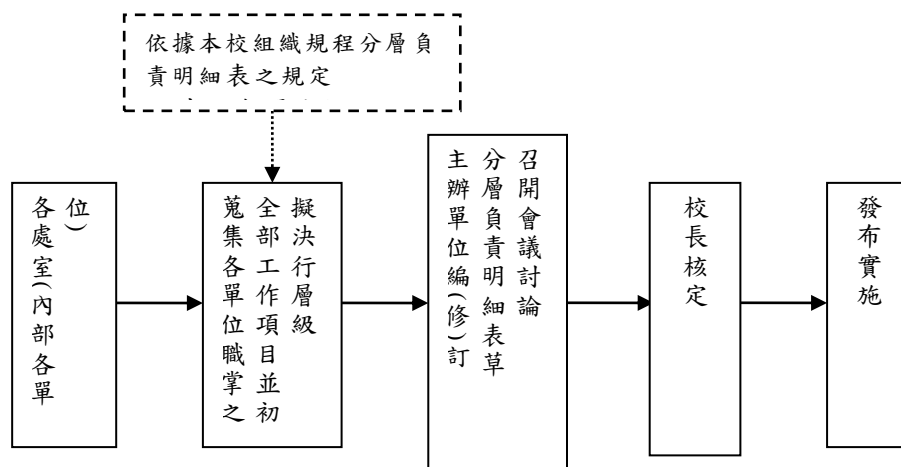 依據本校組織規程分層負
責明細表之規定
各處室(內部各單
位)
蒐集各單位職掌之
全部工作項目並初
擬決行層級
主辦單位編(修)訂
分層負責明細表草
召開會議討論
校長核定
發布實施